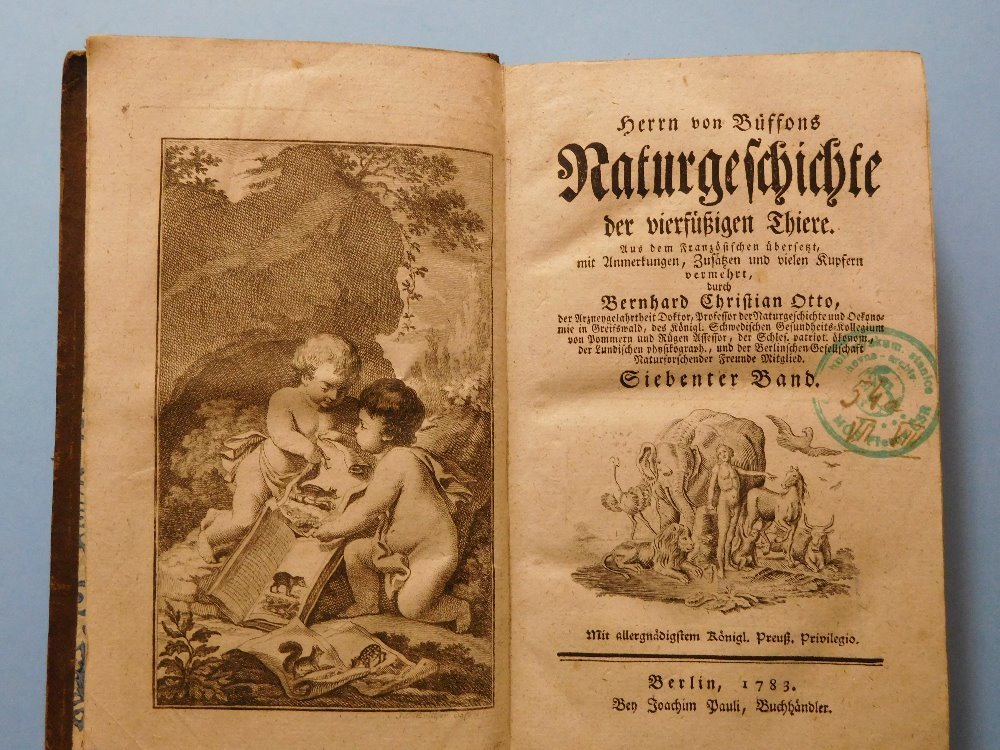 Herrn von Büffons
Naturgeschichte
der vierfüßigen Thiere.
Aus dem Französischen übersetzt,
mit Anmerkungen, Zusätzen und vielen Kupfern
vermehrt,
durch
Bernhard Christian Otto,
der Arzneygelahrtheit Doktor, Professor der Naturgeschichte und Oekono-
mie in Greifswald, des Königl. Schwedischen Gesundheits-Kollegium
von Pommern und Rügen Assessor, der Schles. patriot. ökonom.,
der Lundischen physikograph., und der Berlinschen Gesellschaft
Naturforschender Freunde Mitglied.
Siebenter Band.
Mit allergnädigstem Königl. Preuß. Privilegio.
Berlin, 1783.
Bey Joachim Pauli, Buchhändler.